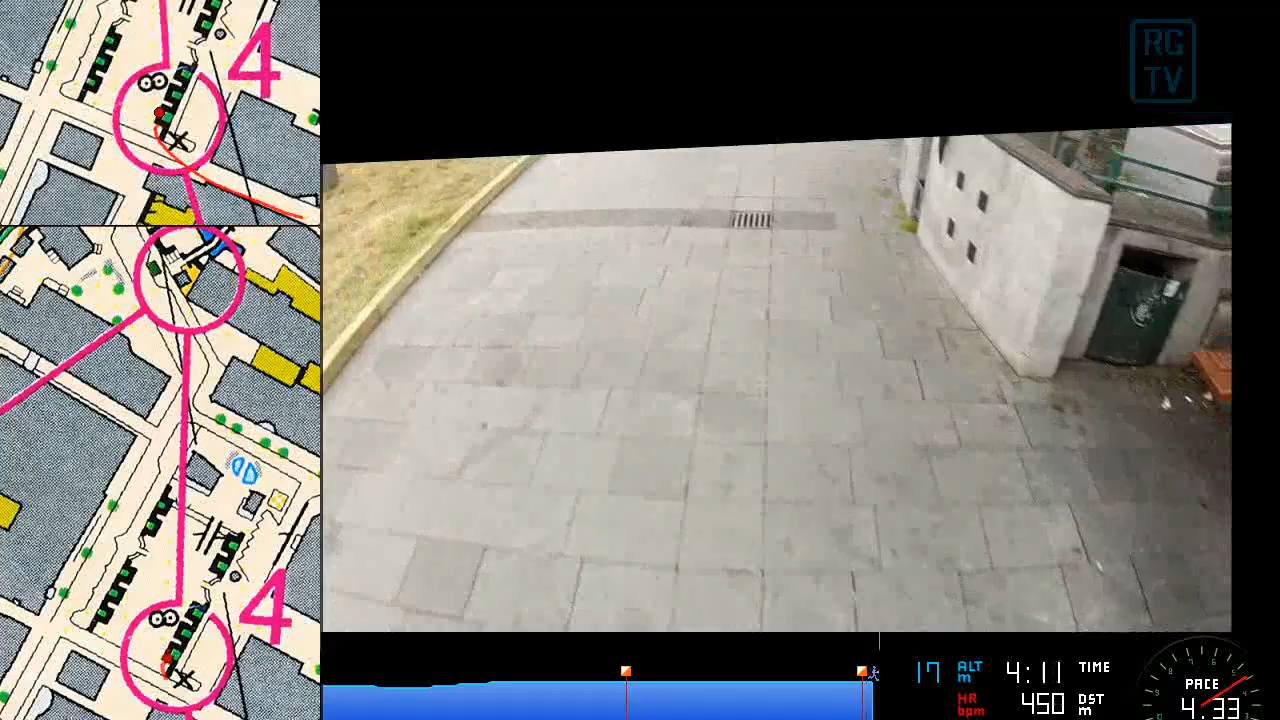 4
RG
TV
4
17 ALT m
4:11 TIME
HR bpm
450 DST m
PACE
4.33